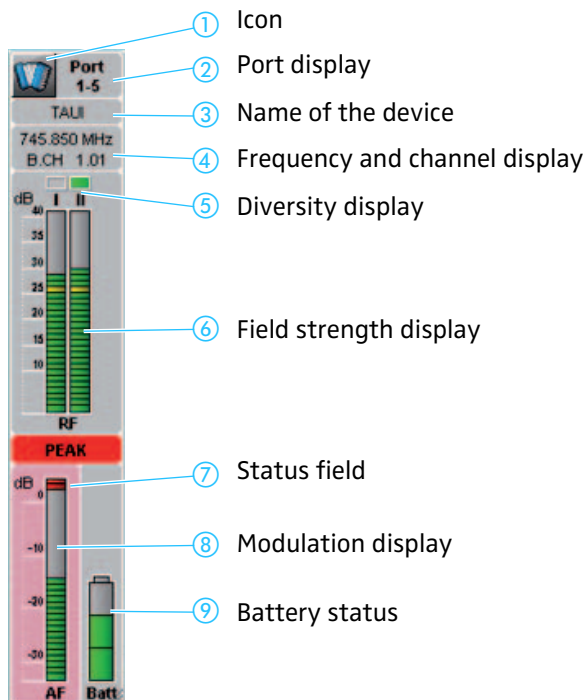 1 Icon
Port
1-5
2 Port display
TAUI
3 Name of the device
745.850 MHz
B.CH 1.01
4 Frequency and channel display
5 Diversity display
dB I II
40
35
30
25
20
15
10
6 Field strength display
RF
PEAK
7 Status field
dB
0
-10
8 Modulation display
-20
9 Battery status
-30
AF Batt